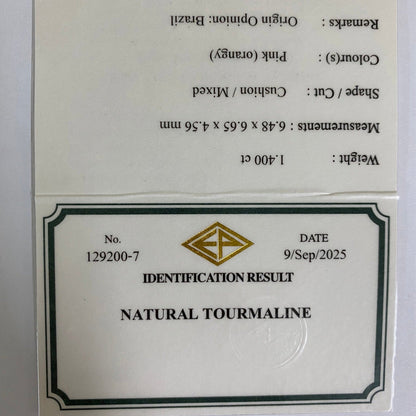 Weight : 1.400 ct
Measurements : 6.48 x 6.65 x 4.56 mm
Shape / Cut : Cushion / Mixed
Colour(s) : Pink (orangy)
Remarks : Origin Opinion: Brazil
No. EP DATE
129200-7 9/Sep/2025
IDENTIFICATION RESULT
NATURAL TOURMALINE